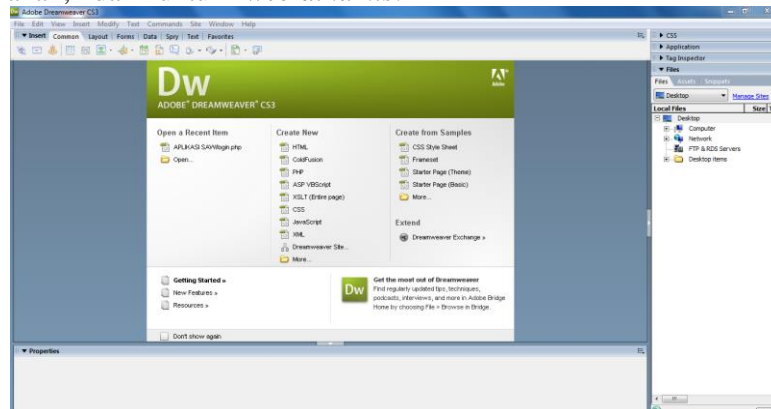 Adobe Dreamweaver CS3
File Edit View Insert Modify Text Commands Site Window Help
▼ Insert Common Layout Forms Data Spry Text Favorites
Dw
ADOBE® DREAMWEAVER® CS3
Adobe
Open a Recent Item
APLIKASI SAW/login.php
Open...
Create New
HTML
ColdFusion
PHP
ASP VBScript
XSLT (Entire page)
CSS
JavaScript
XML
Dreamweaver Site...
More...
Create from Samples
CSS Style Sheet
Frameset
Starter Page (Theme)
Starter Page (Basic)
More...
Extend
Dreamweaver Exchange »
Getting Started »
New Features »
Resources »
Dw
Get the most out of Dreamweaver
Find regularly updated tips, techniques,
podcasts, interviews, and more in Adobe Bridge
Home by choosing File > Browse in Bridge.
Don't show again
▼ Properties
CSS
Application
Tag Inspector
▼ Files
Files Assets Snippets
Desktop Manage Sites
Local Files Size
Desktop
Computer
Network
FTP & RDS Servers
Desktop items